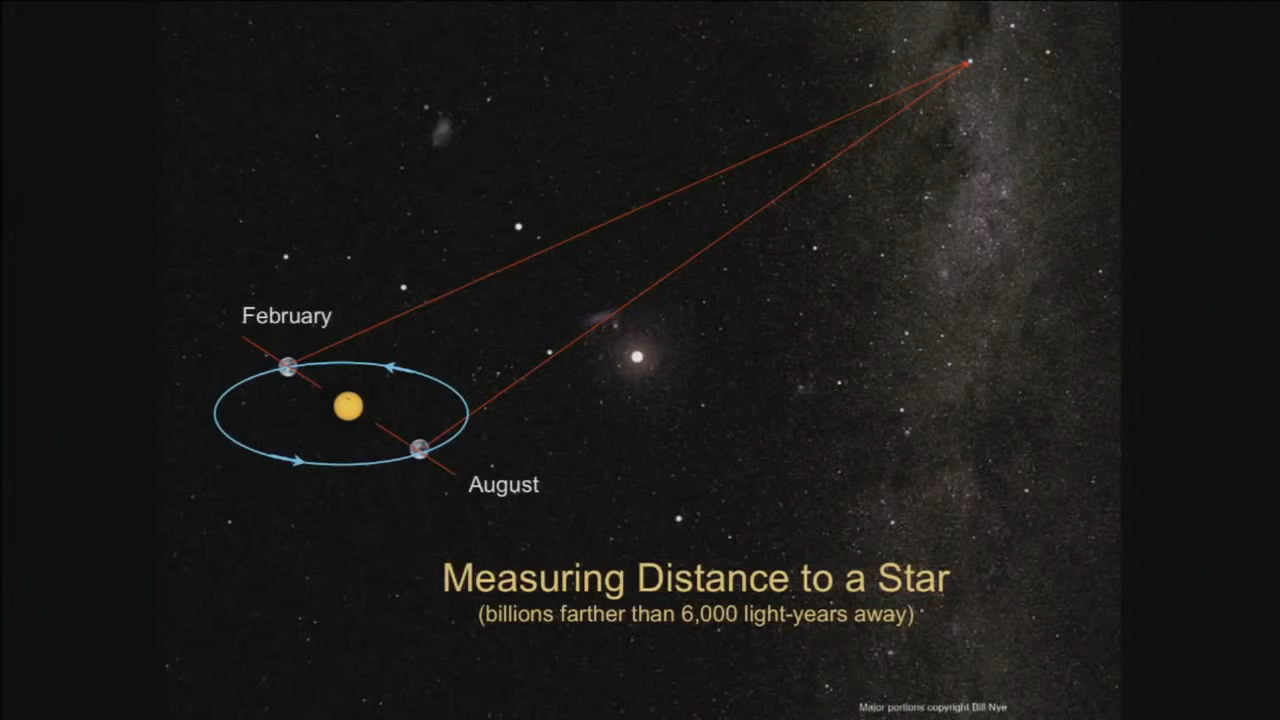 February
August
Measuring Distance to a Star
(billions farther than 6,000 light-years away)
Major portions copyright Bill Nye